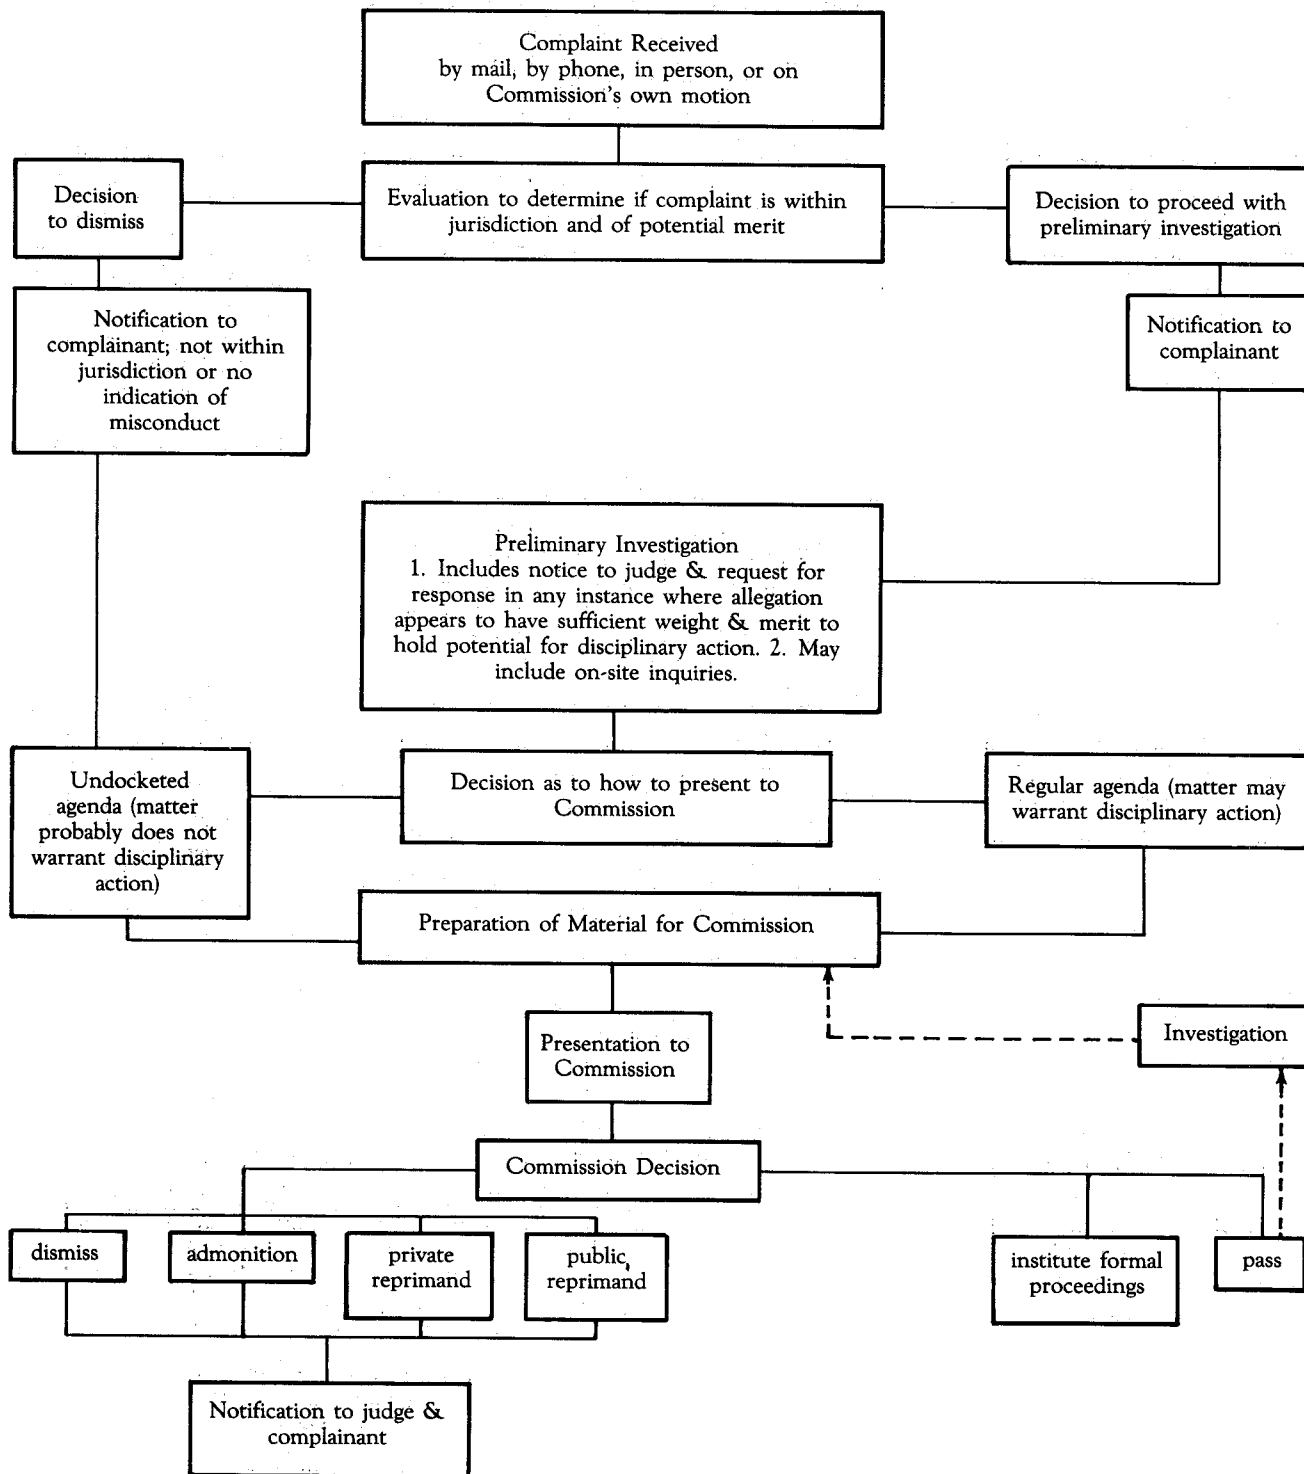 Complaint Received
by mail, by phone, in person, or on
Commission's own motion
Decision
to dismiss
Evaluation to determine if complaint is within
jurisdiction and of potential merit
Decision to proceed with
preliminary investigation
Notification to
complainant; not within
jurisdiction or no
indication of
misconduct
Notification to
complainant
Preliminary Investigation
1. Includes notice to judge & request for
response in any instance where allegation
appears to have sufficient weight & merit to
hold potential for disciplinary action. 2. May
include on-site inquiries.
Undocketed
agenda (matter
probably does not
warrant disciplinary
action)
Decision as to how to present to
Commission
Regular agenda (matter may
warrant disciplinary action)
Preparation of Material for Commission
Presentation to
Commission
Investigation
Commission Decision
dismiss
admonition
private
reprimand
public
reprimand
institute formal
proceedings
pass
Notification to judge &
complainant